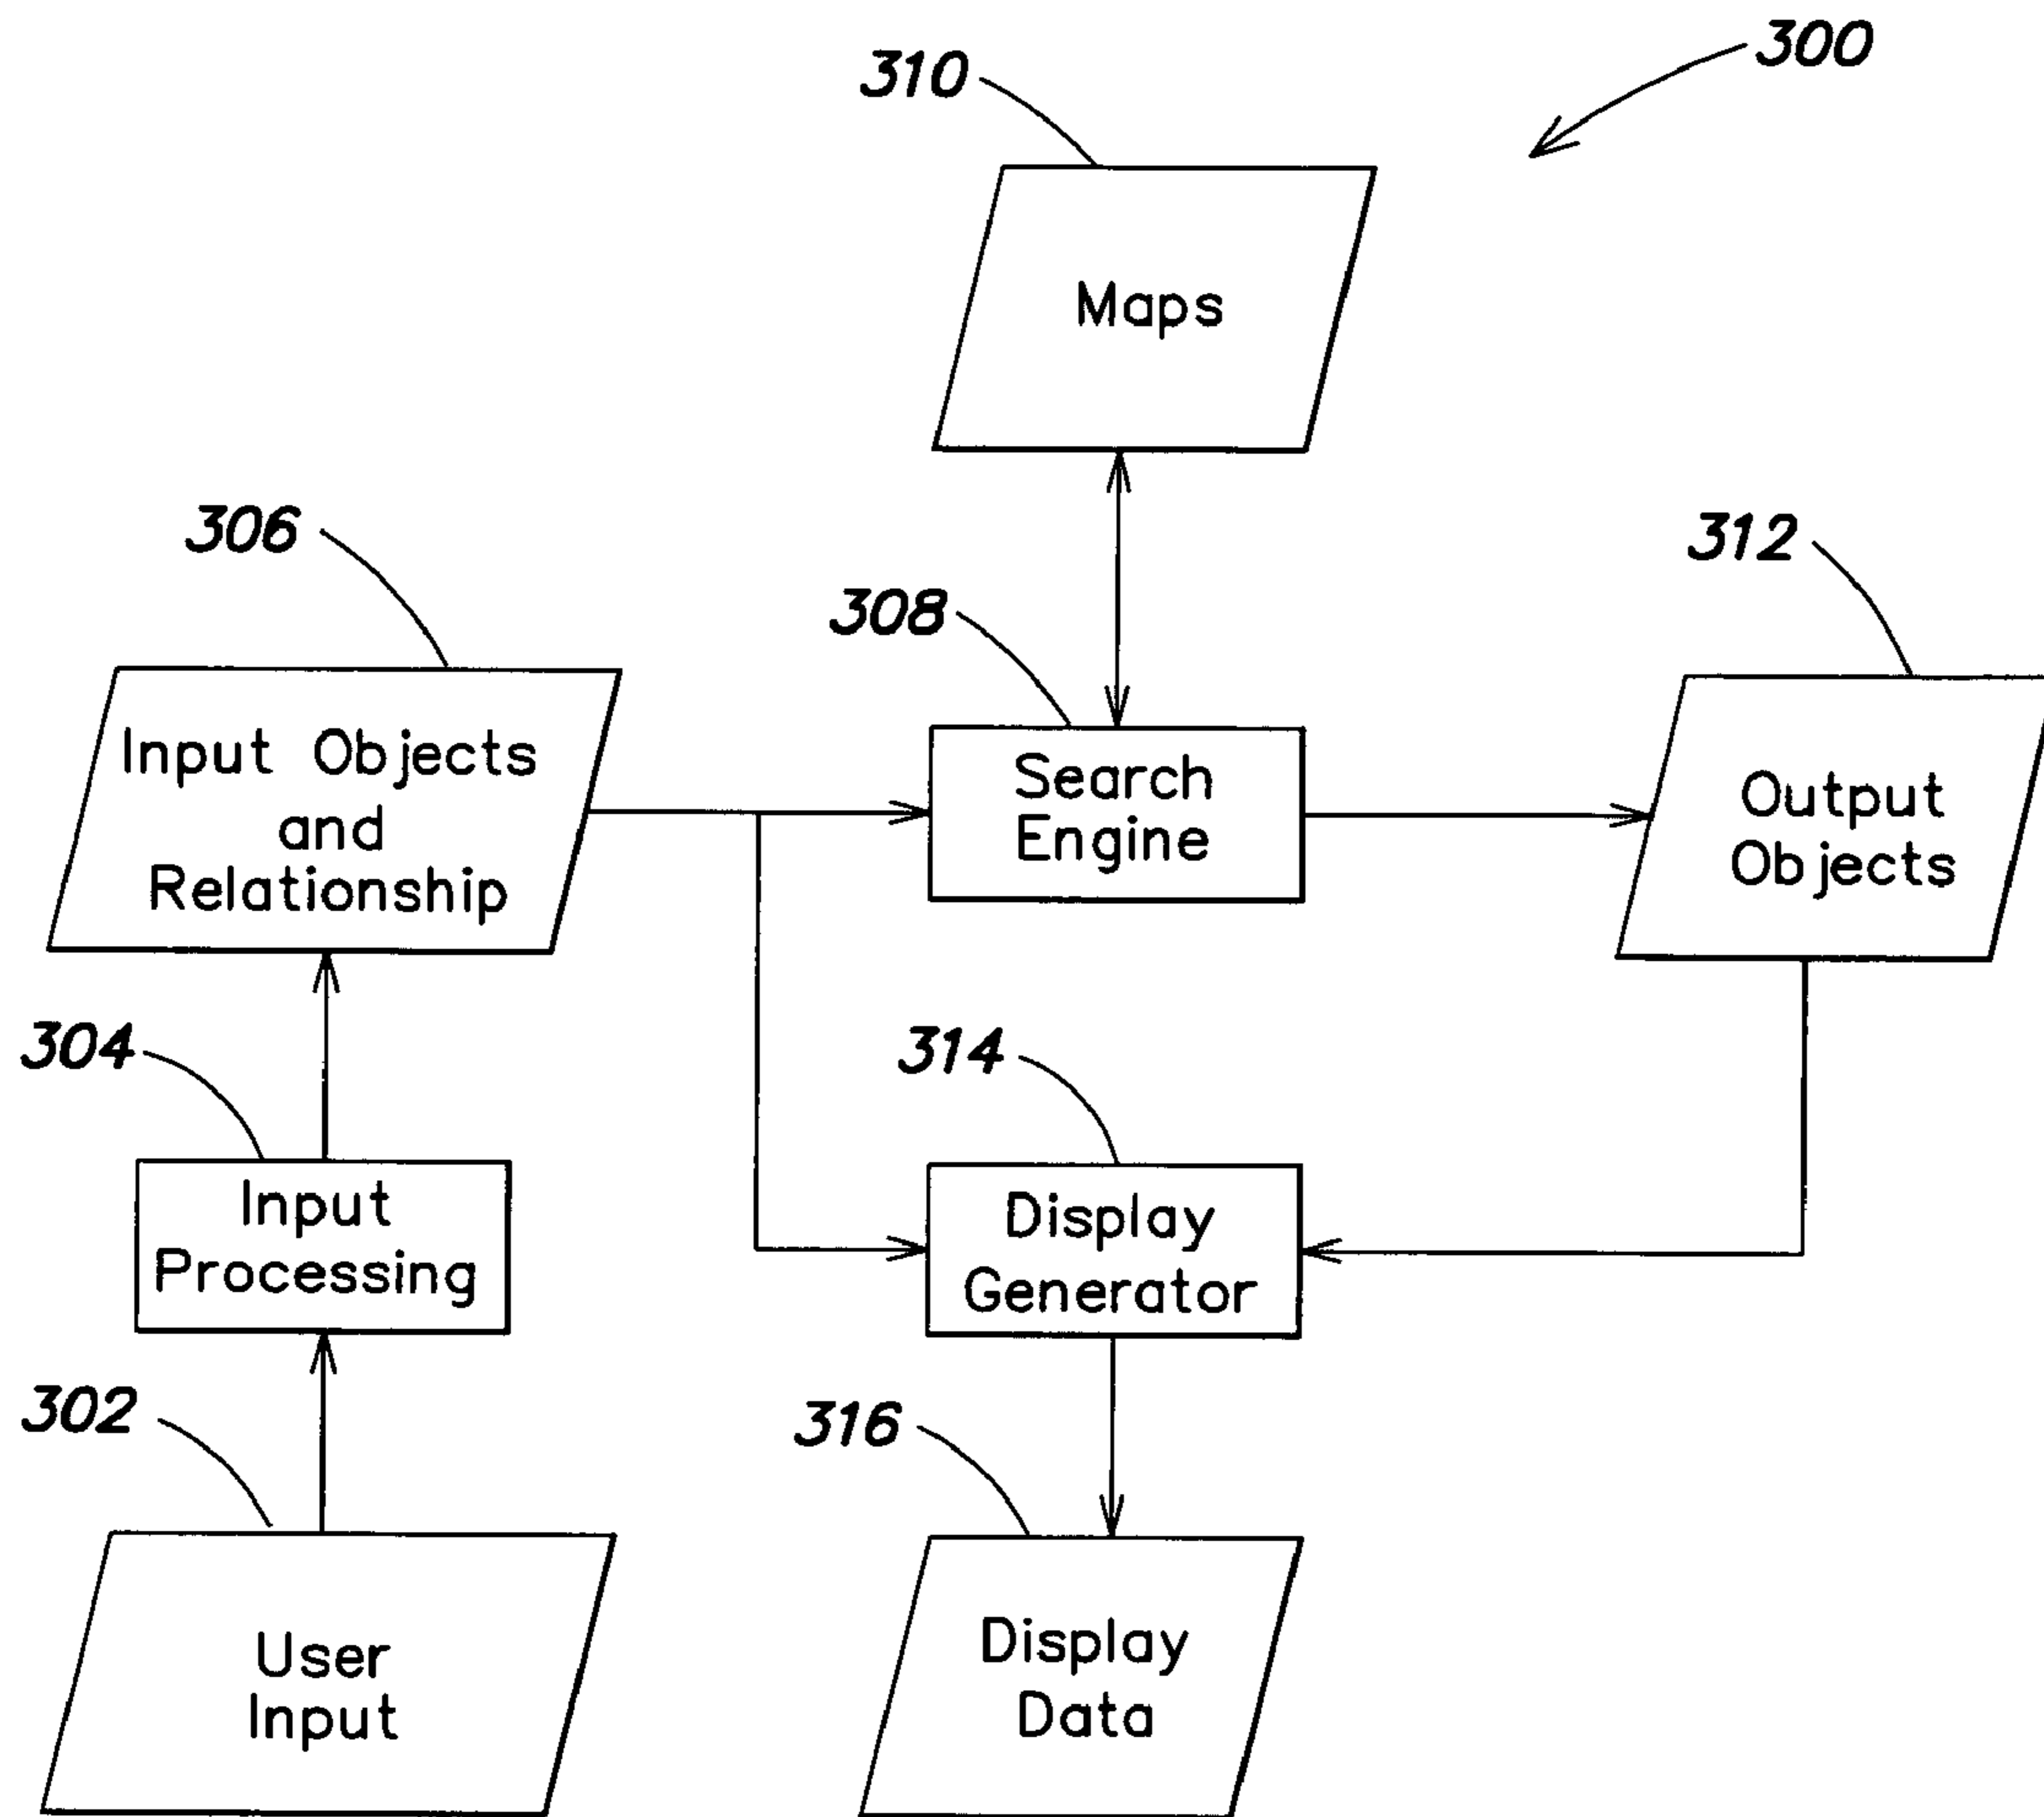 300
310
Maps
306
312
308
Input Objects
and
Relationship
Search
Engine
Output
Objects
304
314
Input
Processing
Display
Generator
302
316
User
Input
Display
Data